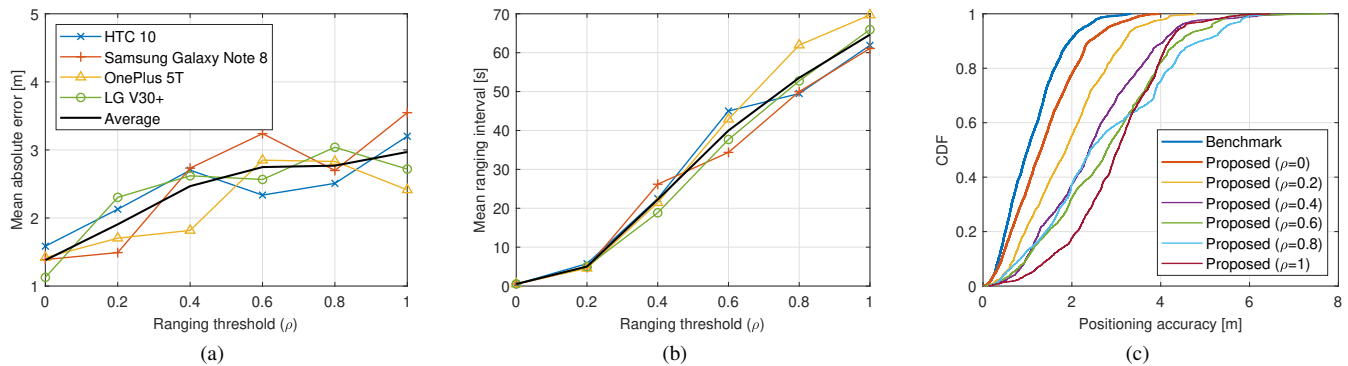 5
4
3
2
1
Mean absolute error [m]
HTC 10
Samsung Galaxy Note 8
OnePlus 5T
LG V30+
Average
0 0.2 0.4 0.6 0.8 1
Ranging threshold (ρ)
(a)
70
60
50
40
30
20
10
0
Mean ranging interval [s]
0 0.2 0.4 0.6 0.8 1
Ranging threshold (ρ)
(b)
1
0.8
0.6
0.4
0.2
0
CDF
Benchmark
Proposed (ρ=0)
Proposed (ρ=0.2)
Proposed (ρ=0.4)
Proposed (ρ=0.6)
Proposed (ρ=0.8)
Proposed (ρ=1)
0 2 4 6 8
Positioning accuracy [m]
(c)